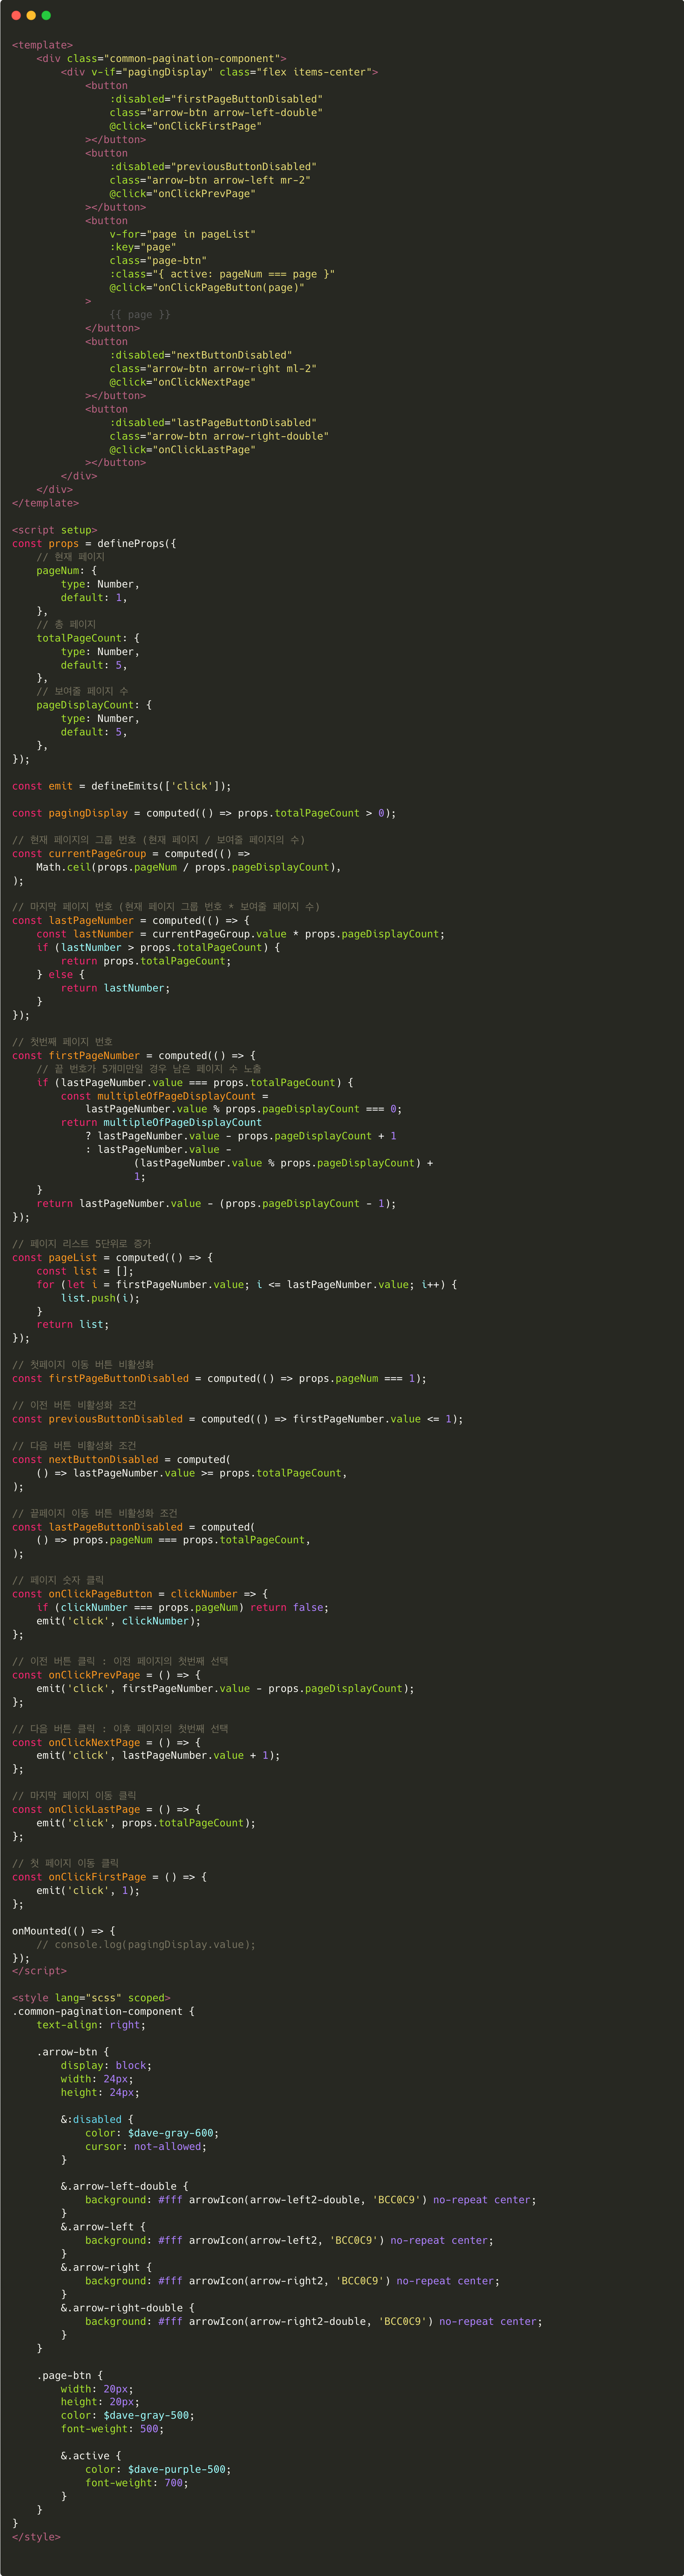 <template>
    <div class="common-pagination-component">
        <div v-if="pagingDisplay" class="flex items-center">
            <button
                :disabled="firstPageButtonDisabled"
                class="arrow-btn arrow-left-double"
                @click="onClickFirstPage"
            ></button>
            <button
                :disabled="previousButtonDisabled"
                class="arrow-btn arrow-left mr-2"
                @click="onClickPrevPage"
            ></button>
            <button
                v-for="page in pageList"
                :key="page"
                class="page-btn"
                :class="{ active: pageNum === page }"
                @click="onClickPageButton(page)"
            >
                {{ page }}
            </button>
            <button
                :disabled="nextButtonDisabled"
                class="arrow-btn arrow-right ml-2"
                @click="onClickNextPage"
            ></button>
            <button
                :disabled="lastPageButtonDisabled"
                class="arrow-btn arrow-right-double"
                @click="onClickLastPage"
            ></button>
        </div>
    </div>
</template>

<script setup>
const props = defineProps({
    // 현재 페이지
    pageNum: {
        type: Number,
        default: 1,
    },
    // 총 페이지
    totalPageCount: {
        type: Number,
        default: 5,
    },
    // 보여줄 페이지 수
    pageDisplayCount: {
        type: Number,
        default: 5,
    },
});

const emit = defineEmits(['click']);

const pagingDisplay = computed(() => props.totalPageCount > 0);

// 현재 페이지의 그룹 번호 (현재 페이지 / 보여줄 페이지의 수)
const currentPageGroup = computed(() =>
    Math.ceil(props.pageNum / props.pageDisplayCount),
);

// 마지막 페이지 번호 (현재 페이지 그룹 번호 * 보여줄 페이지 수)
const lastPageNumber = computed(() => {
    const lastNumber = currentPageGroup.value * props.pageDisplayCount;
    if (lastNumber > props.totalPageCount) {
        return props.totalPageCount;
    } else {
        return lastNumber;
    }
});

// 첫번째 페이지 번호
const firstPageNumber = computed(() => {
    // 끝 번호가 5개미만일 경우 남은 페이지 수 노출
    if (lastPageNumber.value === props.totalPageCount) {
        const multipleOfPageDisplayCount =
            lastPageNumber.value % props.pageDisplayCount === 0;
        return multipleOfPageDisplayCount
            ? lastPageNumber.value - props.pageDisplayCount + 1
            : lastPageNumber.value -
                    (lastPageNumber.value % props.pageDisplayCount) +
                    1;
    }
    return lastPageNumber.value - (props.pageDisplayCount - 1);
});

// 페이지 리스트 5단위로 증가
const pageList = computed(() => {
    const list = [];
    for (let i = firstPageNumber.value; i <= lastPageNumber.value; i++) {
        list.push(i);
    }
    return list;
});

// 첫페이지 이동 버튼 비활성화
const firstPageButtonDisabled = computed(() => props.pageNum === 1);

// 이전 버튼 비활성화 조건
const previousButtonDisabled = computed(() => firstPageNumber.value <= 1);

// 다음 버튼 비활성화 조건
const nextButtonDisabled = computed(
    () => lastPageNumber.value >= props.totalPageCount,
);

// 끝페이지 이동 버튼 비활성화 조건
const lastPageButtonDisabled = computed(
    () => props.pageNum === props.totalPageCount,
);

// 페이지 숫자 클릭
const onClickPageButton = clickNumber => {
    if (clickNumber === props.pageNum) return false;
    emit('click', clickNumber);
};

// 이전 버튼 클릭 : 이전 페이지의 첫번째 선택
const onClickPrevPage = () => {
    emit('click', firstPageNumber.value - props.pageDisplayCount);
};

// 다음 버튼 클릭 : 이후 페이지의 첫번째 선택
const onClickNextPage = () => {
    emit('click', lastPageNumber.value + 1);
};

// 마지막 페이지 이동 클릭
const onClickLastPage = () => {
    emit('click', props.totalPageCount);
};

// 첫 페이지 이동 클릭
const onClickFirstPage = () => {
    emit('click', 1);
};

onMounted(() => {
    // console.log(pagingDisplay.value);
});
</script>

<style lang="scss" scoped>
.common-pagination-component {
    text-align: right;

    .arrow-btn {
        display: block;
        width: 24px;
        height: 24px;

        &:disabled {
            color: $dave-gray-600;
            cursor: not-allowed;
        }

        &.arrow-left-double {
            background: #fff arrowIcon(arrow-left2-double, 'BCC0C9') no-repeat center;
        }
        &.arrow-left {
            background: #fff arrowIcon(arrow-left2, 'BCC0C9') no-repeat center;
        }
        &.arrow-right {
            background: #fff arrowIcon(arrow-right2, 'BCC0C9') no-repeat center;
        }
        &.arrow-right-double {
            background: #fff arrowIcon(arrow-right2-double, 'BCC0C9') no-repeat center;
        }
    }

    .page-btn {
        width: 20px;
        height: 20px;
        color: $dave-gray-500;
        font-weight: 500;

        &.active {
            color: $dave-purple-500;
            font-weight: 700;
        }
    }
}
</style>